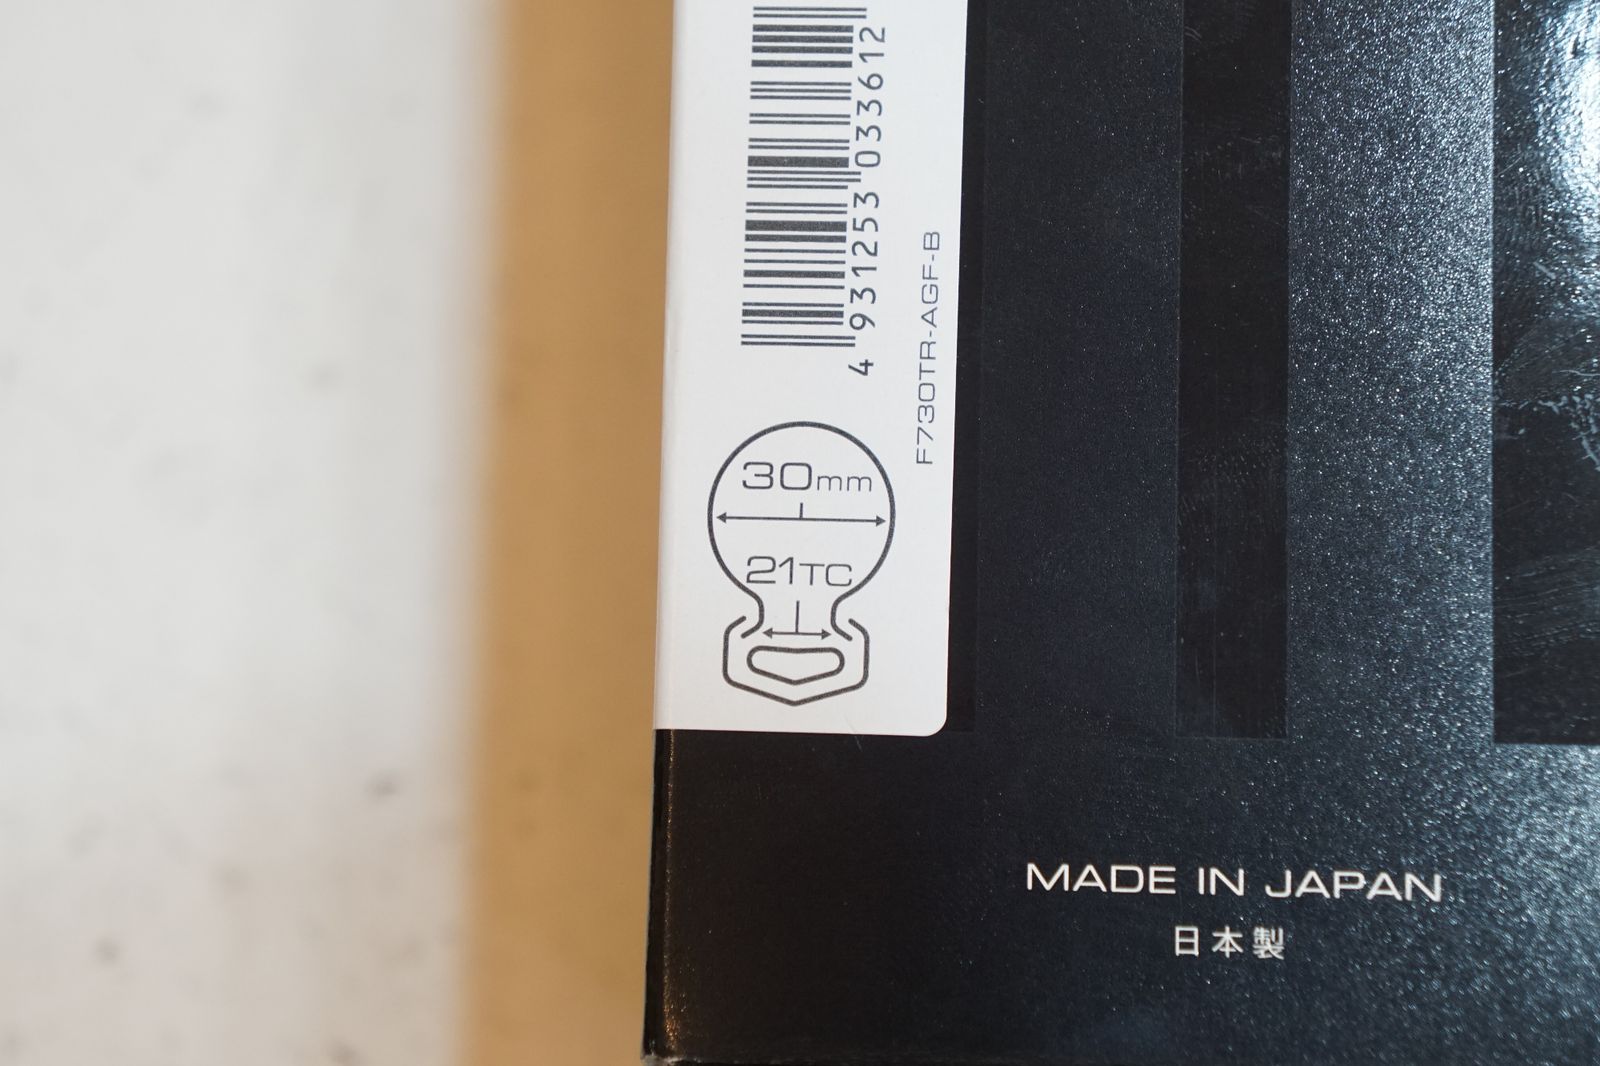 4 931253 033612
F730TR-AGF-B
30mm
21TC
MADE IN JAPAN
日本製